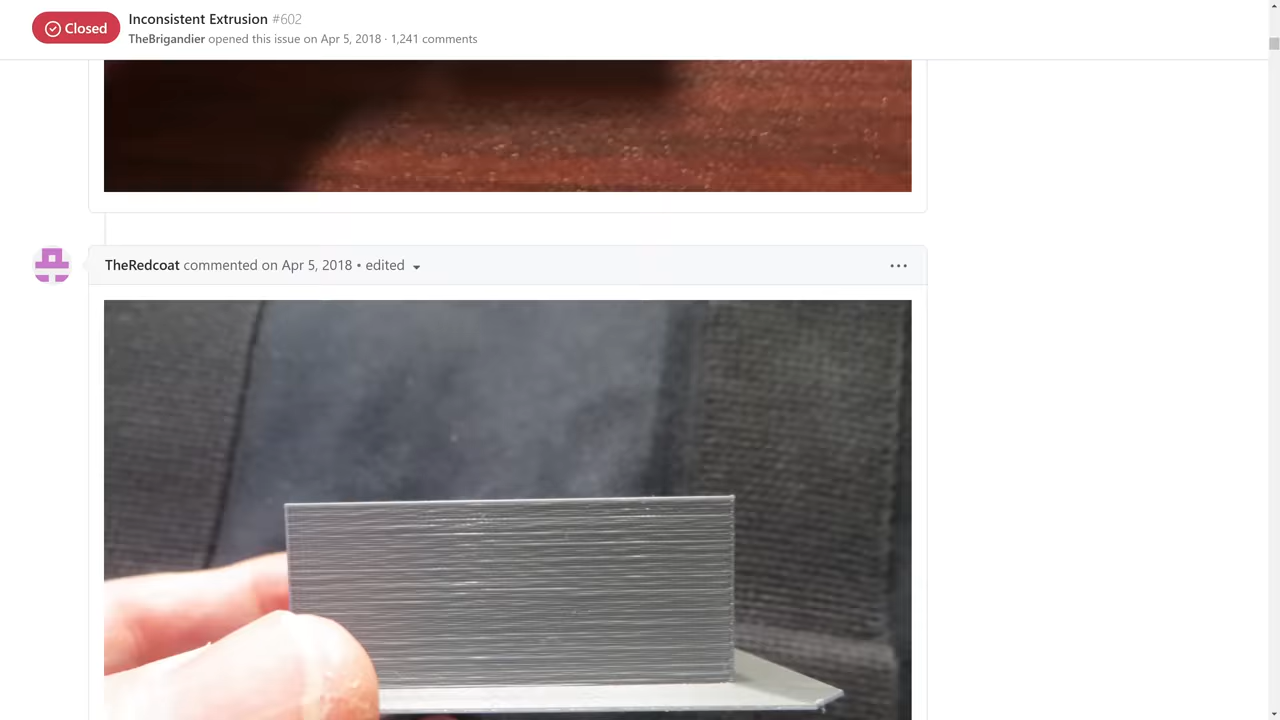 Closed
Inconsistent Extrusion #602
TheBrigandier opened this issue on Apr 5, 2018 · 1,241 comments
TheRedcoat commented on Apr 5, 2018 • edited